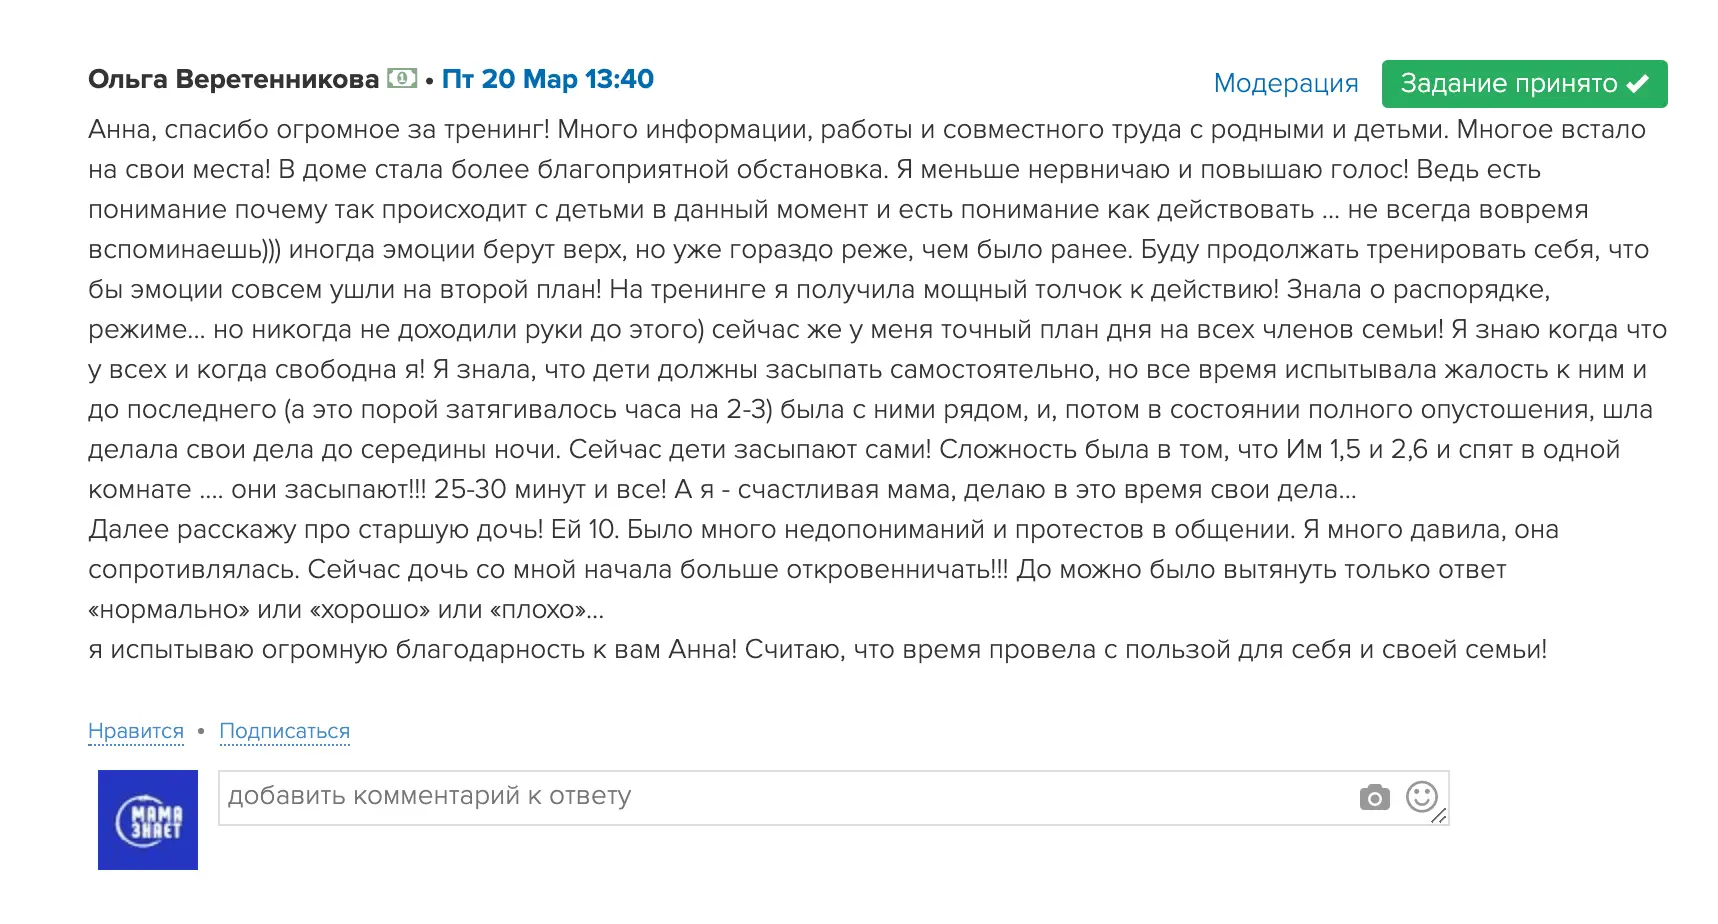 Ольга Веретенникова • Пт 20 Мар 13:40
Модерация
Задание принято
Анна, спасибо огромное за тренинг! Много информации, работы и совместного труда с родными и детьми. Многое встало
на свои места! В доме стала более благоприятной обстановка. Я меньше нервничаю и повышаю голос! Ведь есть
понимание почему так происходит с детьми в данный момент и есть понимание как действовать ... не всегда вовремя
вспоминаешь))) иногда эмоции берут верх, но уже гораздо реже, чем было ранее. Буду продолжать тренировать себя, что
бы эмоции совсем ушли на второй план! На тренинге я получила мощный толчок к действию! Знала о распорядке,
режиме... но никогда не доходили руки до этого) сейчас же у меня точный план дня на всех членов семьи! Я знаю когда что
у всех и когда свободна я! Я знала, что дети должны засыпать самостоятельно, но все время испытывала жалость к ним и
до последнего (а это порой затягивалось часа на 2-3) была с ними рядом, и, потом в состоянии полного опустошения, шла
делала свои дела до середины ночи. Сейчас дети засыпают сами! Сложность была в том, что Им 1,5 и 2,6 и спят в одной
комнате .... они засыпают!!! 25-30 минут и все! А я - счастливая мама, делаю в это время свои дела...
Далее расскажу про старшую дочь! Ей 10. Было много недопониманий и протестов в общении. Я много давила, она
сопротивлялась. Сейчас дочь со мной начала больше откровенничать!!! До можно было вытянуть только ответ
«нормально» или «хорошо» или «плохо»...
я испытываю огромную благодарность к вам Анна! Считаю, что время провела с пользой для себя и своей семьи!
Нравится • Подписаться
МАМА
ЗНАЕТ
добавить комментарий к ответу